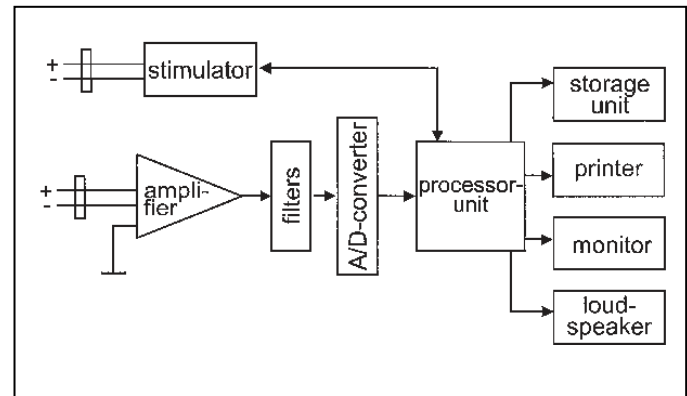 +
-
stimulator
+
-
ampli-
fier
filters
A/D-converter
processor-
unit
storage
unit
printer
monitor
loud-
speaker